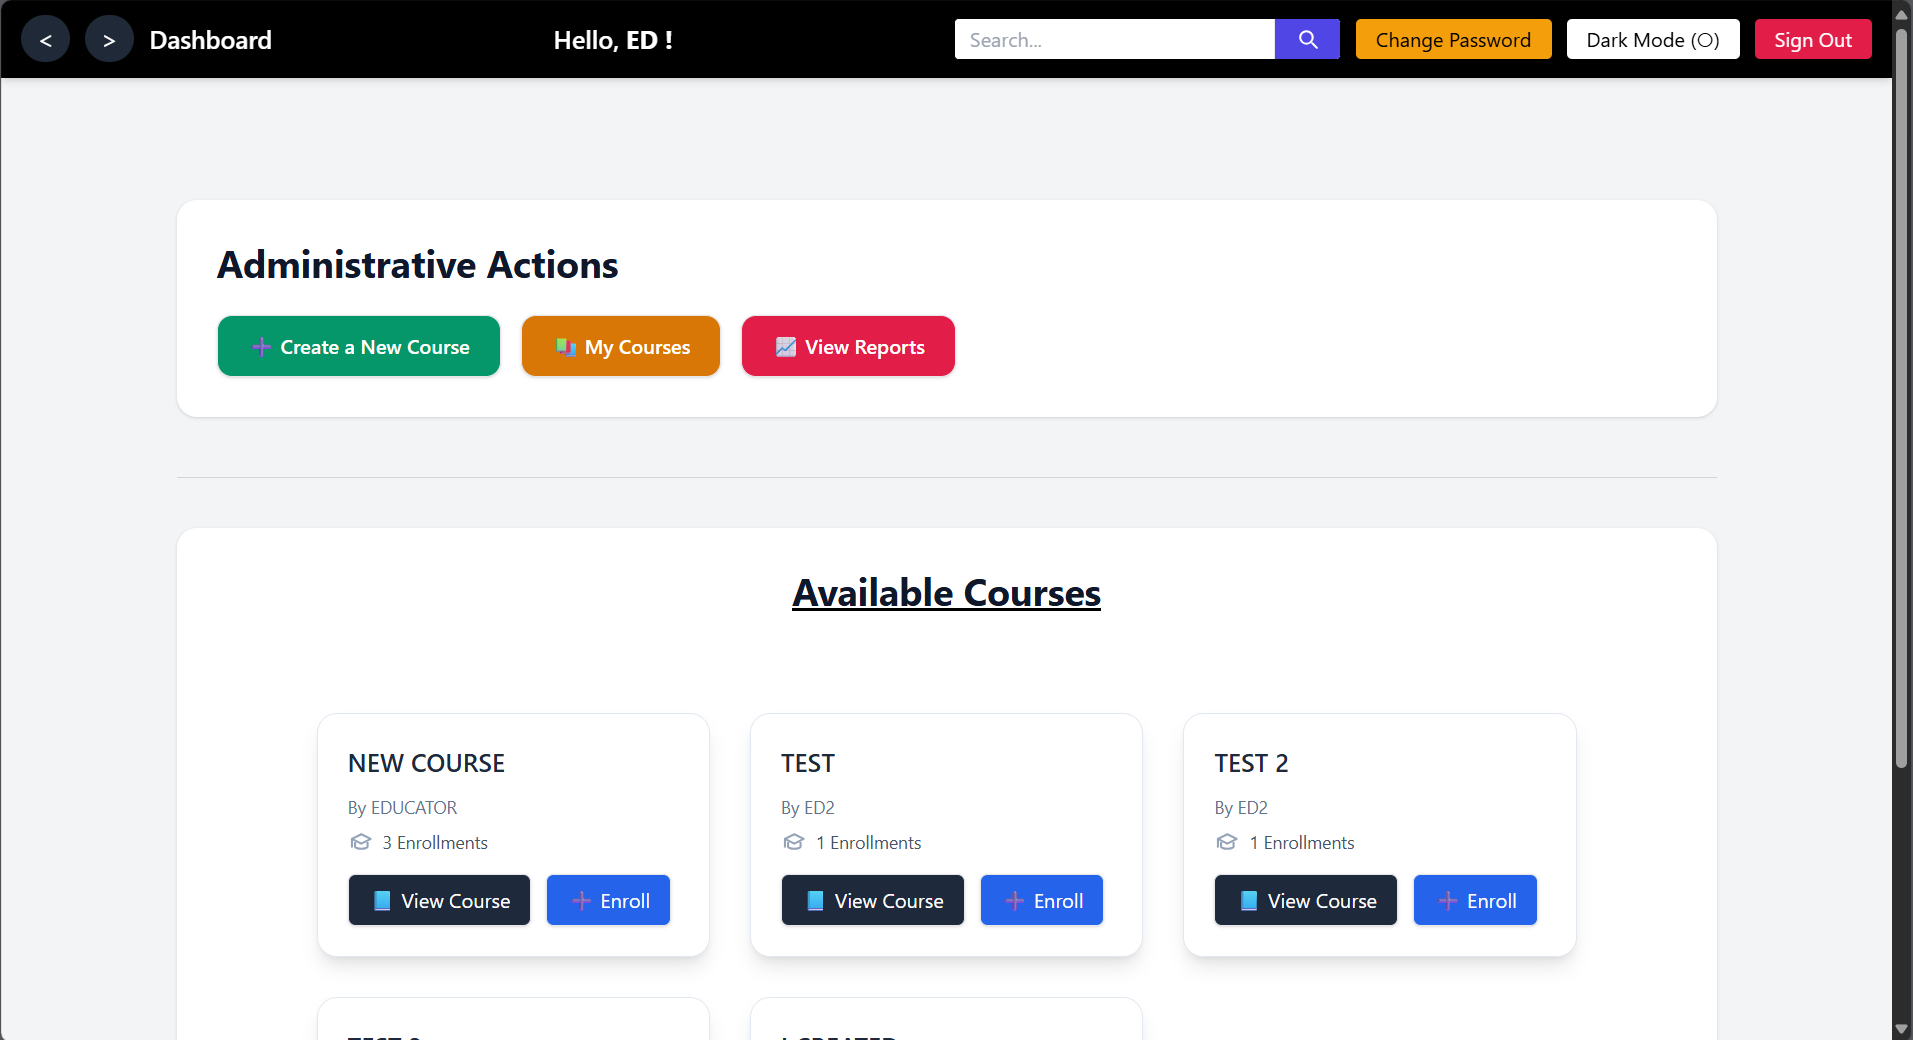 < > Dashboard Hello, ED ! Search... Change Password Dark Mode (O) Sign Out
Administrative Actions
Create a New Course My Courses View Reports
Available Courses
NEW COURSE
By EDUCATOR
3 Enrollments
View Course Enroll
TEST
By ED2
1 Enrollments
View Course Enroll
TEST 2
By ED2
1 Enrollments
View Course Enroll